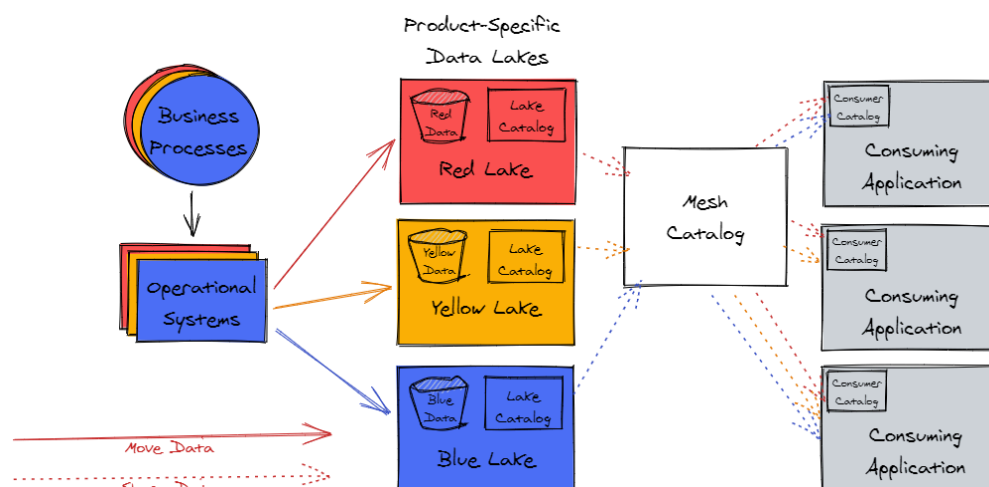 Product-Specific
Data Lakes
Business
Processes
Operational
Systems
Red
Data
Lake
Catalog
Red Lake
Yellow
Data
Lake
Catalog
Yellow Lake
Blue
Data
Lake
Catalog
Blue Lake
Mesh
Catalog
Consumer
Catalog
Consuming
Application
Consumer
Catalog
Consuming
Application
Consumer
Catalog
Consuming
Application
Move Data